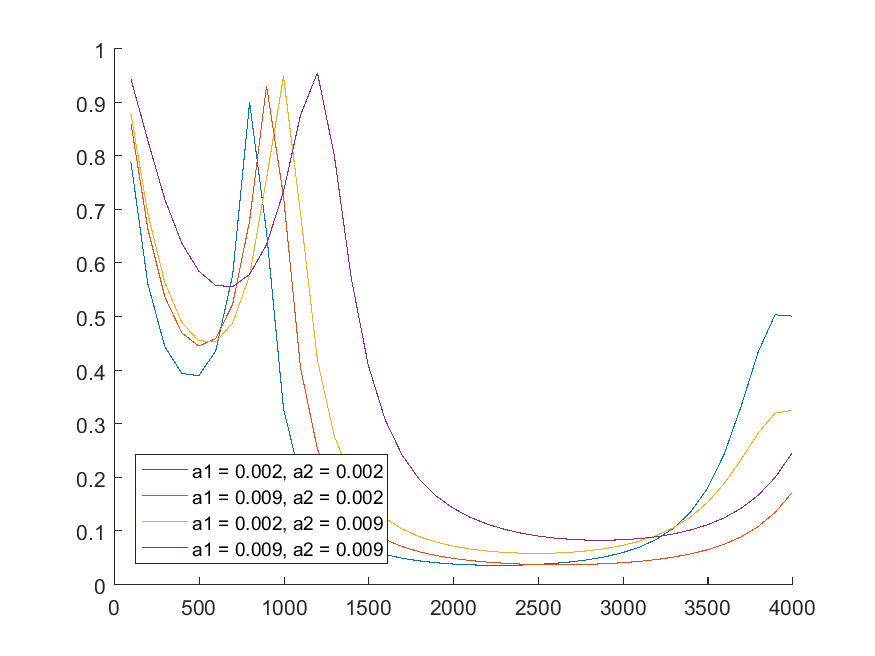 1
0.9
0.8
0.7
0.6
0.5
0.4
0.3
0.2
0.1
0
a1 = 0.002, a2 = 0.002
a1 = 0.009, a2 = 0.002
a1 = 0.002, a2 = 0.009
a1 = 0.009, a2 = 0.009
0 500 1000 1500 2000 2500 3000 3500 4000